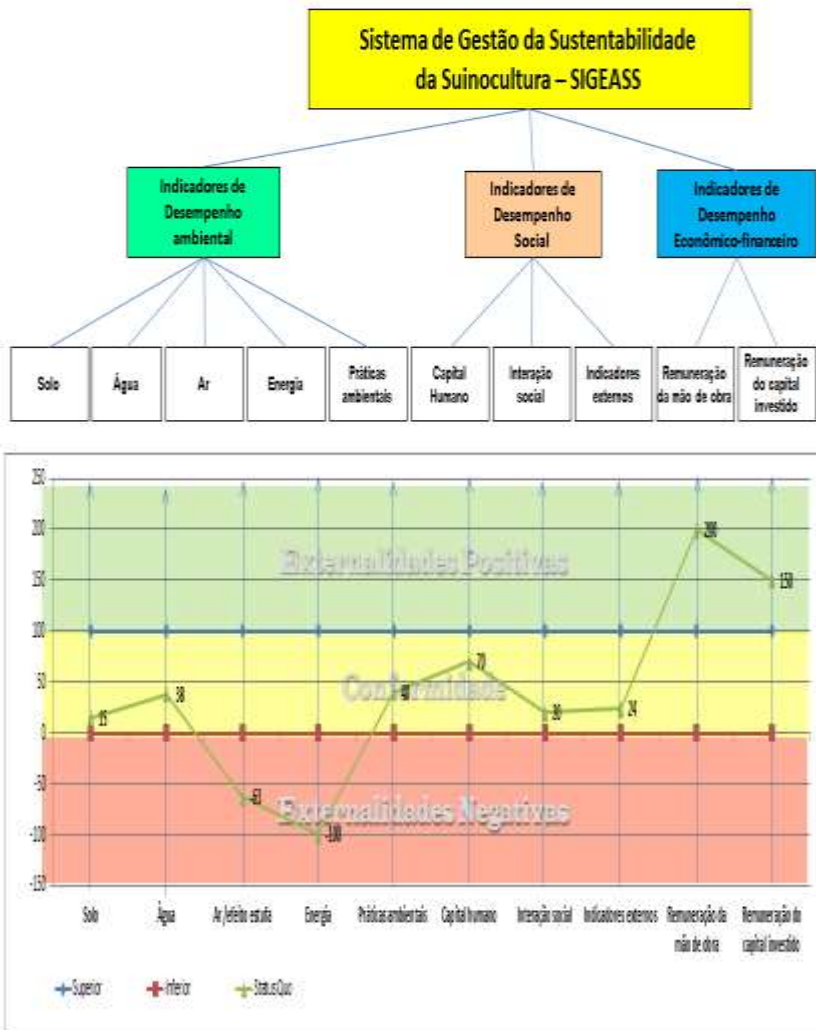 Sistema de Gestão da Sustentabilidade
da Suinocultura – SIGEASS
Indicadores de
Desempenho
ambiental
Indicadores de
Desempenho
Social
Indicadores de
Desempenho
Econômico-financeiro
Solo
Água
Ar
Energia
Práticas
ambientais
Capital
Humano
Interação
social
Indicadores
externos
Remuneração
da mão de obra
Remuneração
do capital
investido
250
200
150
100
50
0
-50
-100
-150
Externalidades Positivas
Conformidade
Externalidades Negativas
15
38
-100
40
70
20
24
200
150
Solo
Água
Ar /efeito estufa
Energia
Práticas ambientais
Capital humano
Interação social
Indicadores externos
Remuneração da
mão de obra
Remuneração do
capital investido
Superior
Inferior
Status Quo